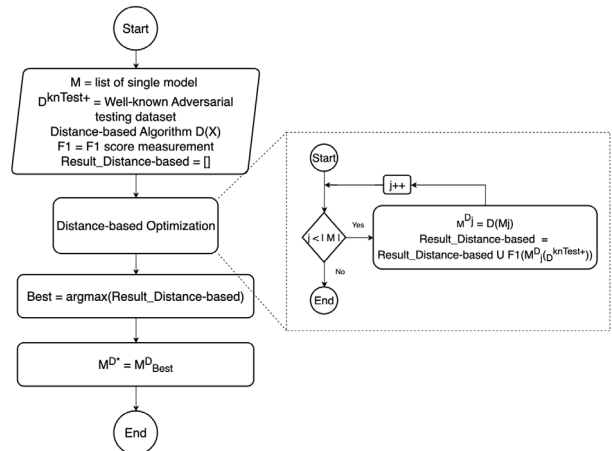 Start
M = list of single model
D^knTest+ = Well-known Adversarial
testing dataset
Distance-based Algorithm D(X)
F1 = F1 score measurement
Result_Distance-based = []
Distance-based Optimization
Best = argmax(Result_Distance-based)
M^D* = M^D_Best
End
Start
j++
j < | M |
Yes
No
M^D_j = D(Mj)
Result_Distance-based =
Result_Distance-based U F1(M^D_j(D^knTest+))
End